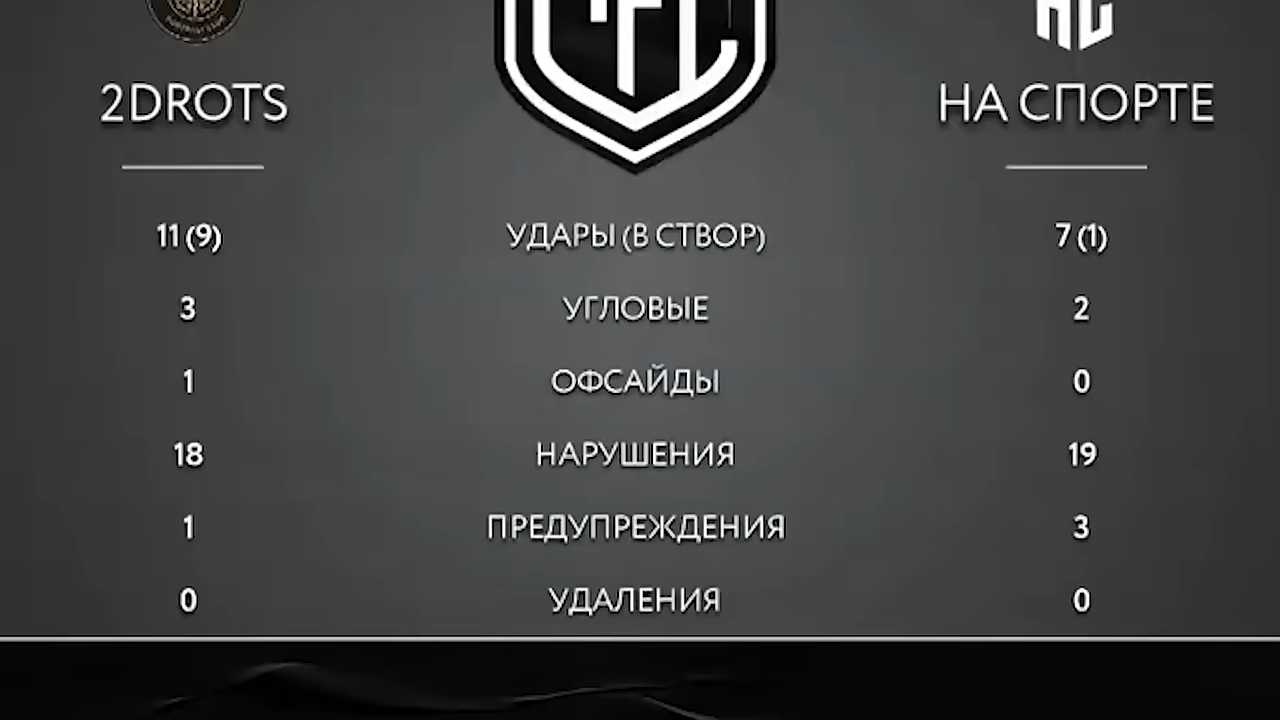 2DROTS
НА СПОРТЕ
11 (9) УДАРЫ (В СТВОР) 7 (1)
3 УГЛОВЫЕ 2
1 ОФСАЙДЫ 0
18 НАРУШЕНИЯ 19
1 ПРЕДУПРЕЖДЕНИЯ 3
0 УДАЛЕНИЯ 0